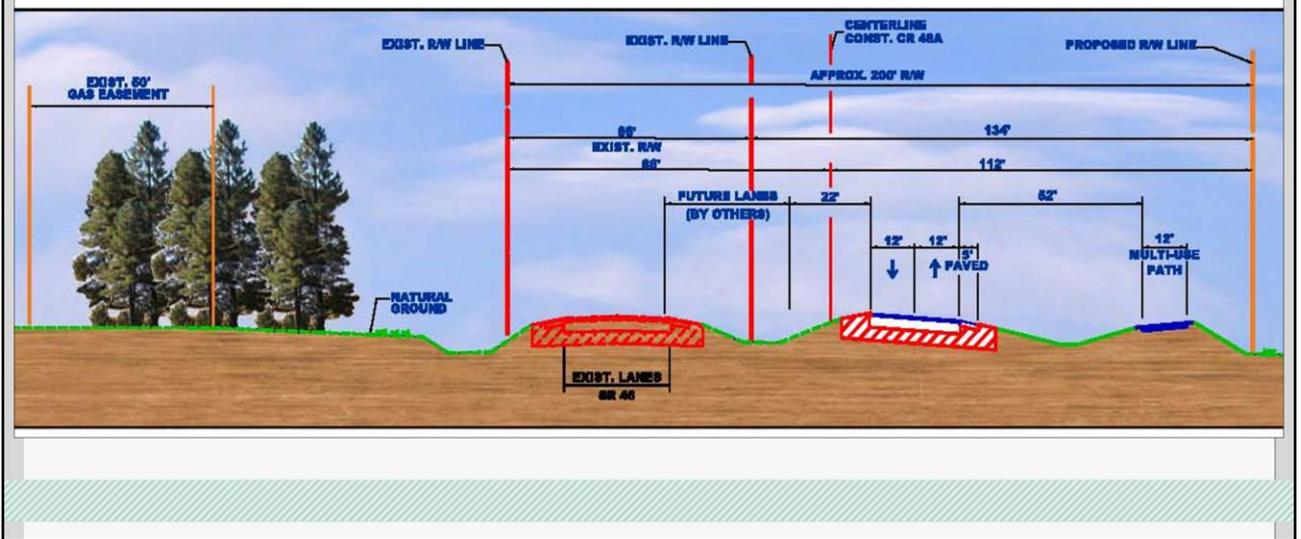 CENTERLINE
CONST. CR 46A
EXIST. R/W LINE
EXIST. R/W LINE
PROPOSED R/W LINE
APPROX. 200' R/W
EXIST. 50'
GAS EASEMENT
66'
134'
EXIST. R/W
88'
112'
FUTURE LANES
(BY OTHERS)
22'
52'
12'
12'
5'
PAVED
12'
MULTI-USE
PATH
NATURAL
GROUND
EXIST. LANES
SR 46